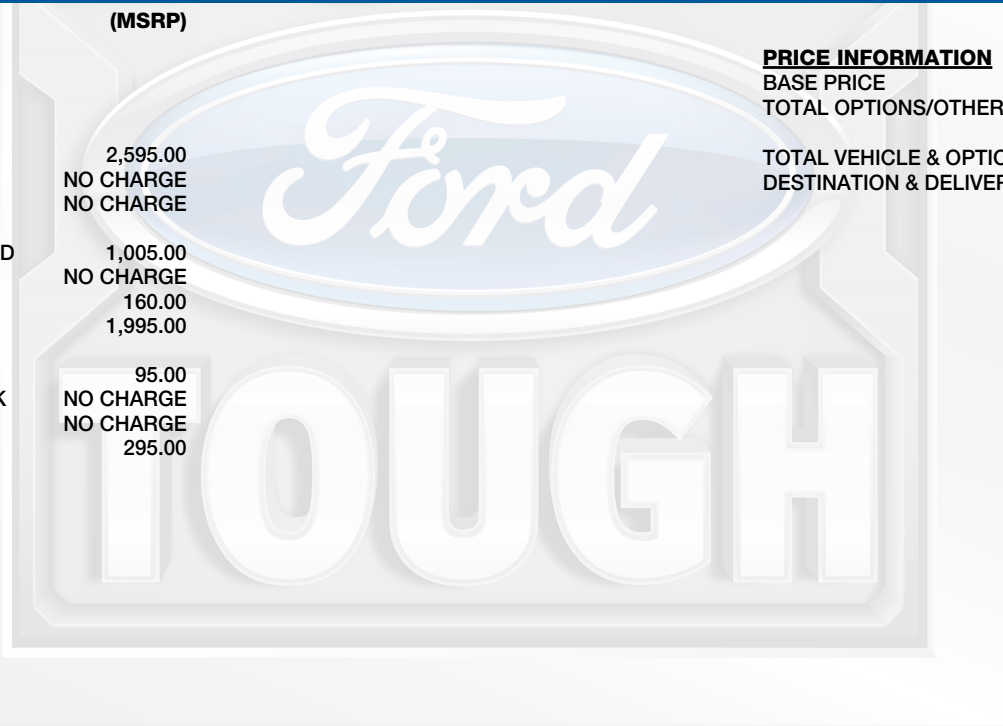 (MSRP)
2,595.00
NO CHARGE
NO CHARGE
D 1,005.00
NO CHARGE
160.00
1,995.00
95.00
K NO CHARGE
NO CHARGE
295.00
PRICE INFORMATION
BASE PRICE
TOTAL OPTIONS/OTHER
TOTAL VEHICLE & OPTIO
DESTINATION & DELIVER
Ford
TOUGH